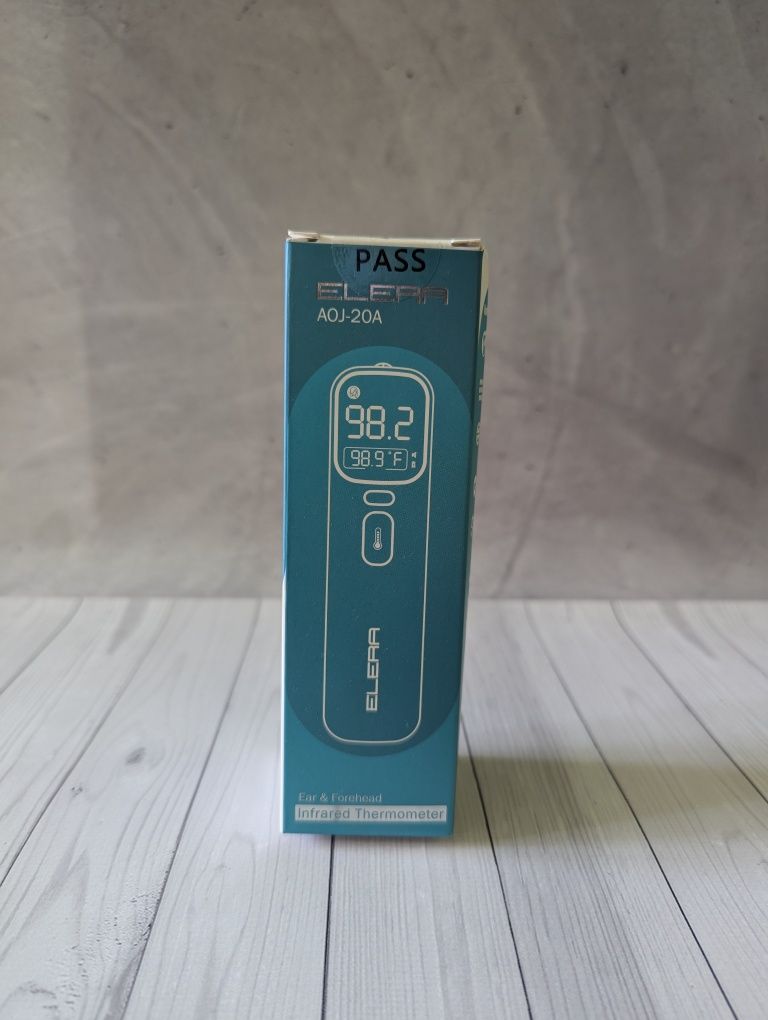 PASS
ELERA
AOJ-20A
98.2
98.9°F
ELERA
Ear & Forehead
Infrared Thermometer